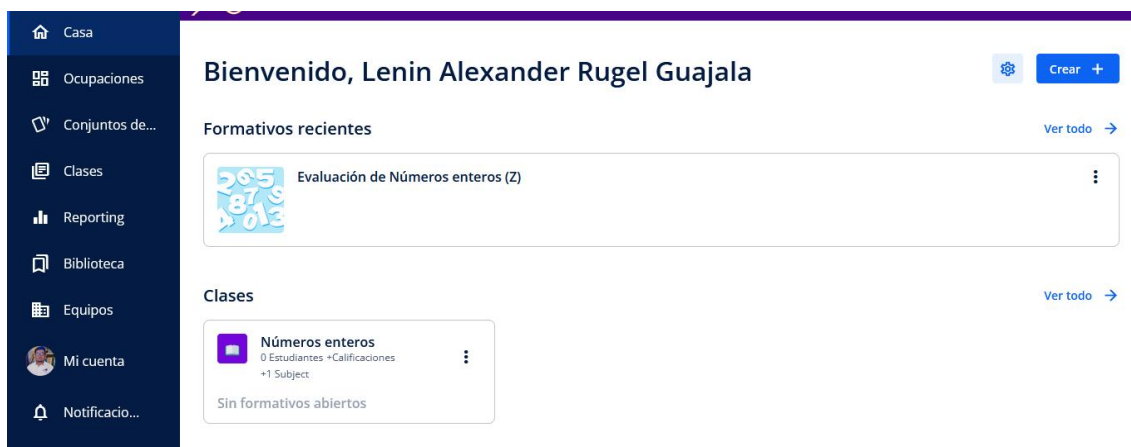 Casa
Ocupaciones
Conjuntos de...
Clases
Reporting
Biblioteca
Equipos
Mi cuenta
Notificacio...
Bienvenido, Lenin Alexander Rugel Guajala
Crear +
Formativos recientes
Ver todo →
Evaluación de Números enteros (Z)
Clases
Ver todo →
Números enteros
0 Estudiantes +Calificaciones
+1 Subject
Sin formativos abiertos